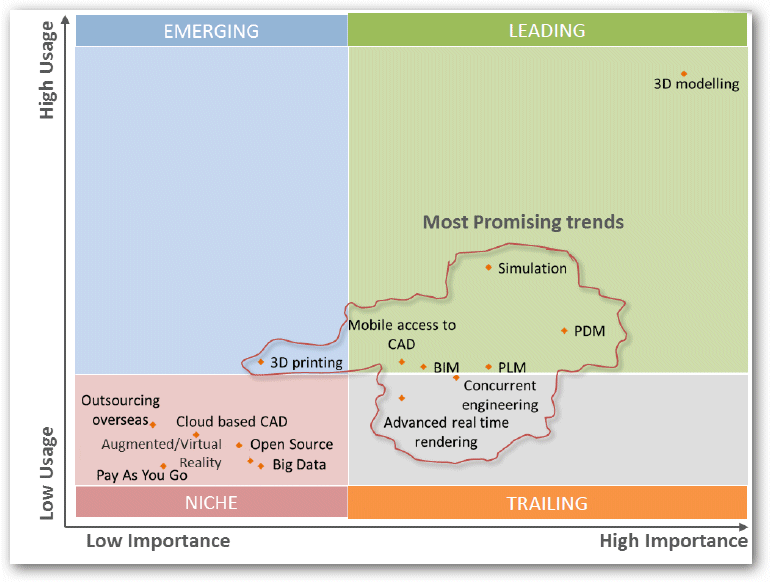 EMERGING
LEADING
High Usage
3D modelling
Most Promising trends
Simulation
Mobile access to
CAD
PDM
3D printing
BIM
PLM
Concurrent
engineering
Outsourcing
overseas
Cloud based CAD
Advanced real time
rendering
Augmented/Virtual
Reality
Open Source
Big Data
Pay As You Go
Low Usage
NICHE
TRAILING
Low Importance
High Importance